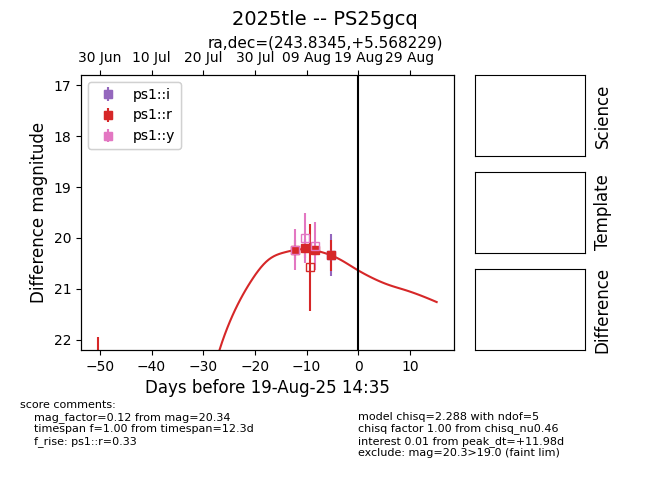 2025tle -- PS25gcq
ra,dec=(243.8345,+5.568229)
30 Jun 10 Jul 20 Jul 30 Jul 09 Aug 19 Aug 29 Aug
ps1::i
ps1::r
ps1::y
17
18
19
20
21
22
Difference magnitude
−50 −40 −30 −20 −10 0 10
Days before 19-Aug-25 14:35
Science
Template
Difference
score comments:
mag_factor=0.12 from mag=20.34
timespan f=1.00 from timespan=12.3d
f_rise: ps1::r=0.33
model chisq=2.288 with ndof=5
chisq factor 1.00 from chisq_nu0.46
interest 0.01 from peak_dt=+11.98d
exclude: mag=20.3>19.0 (faint lim)